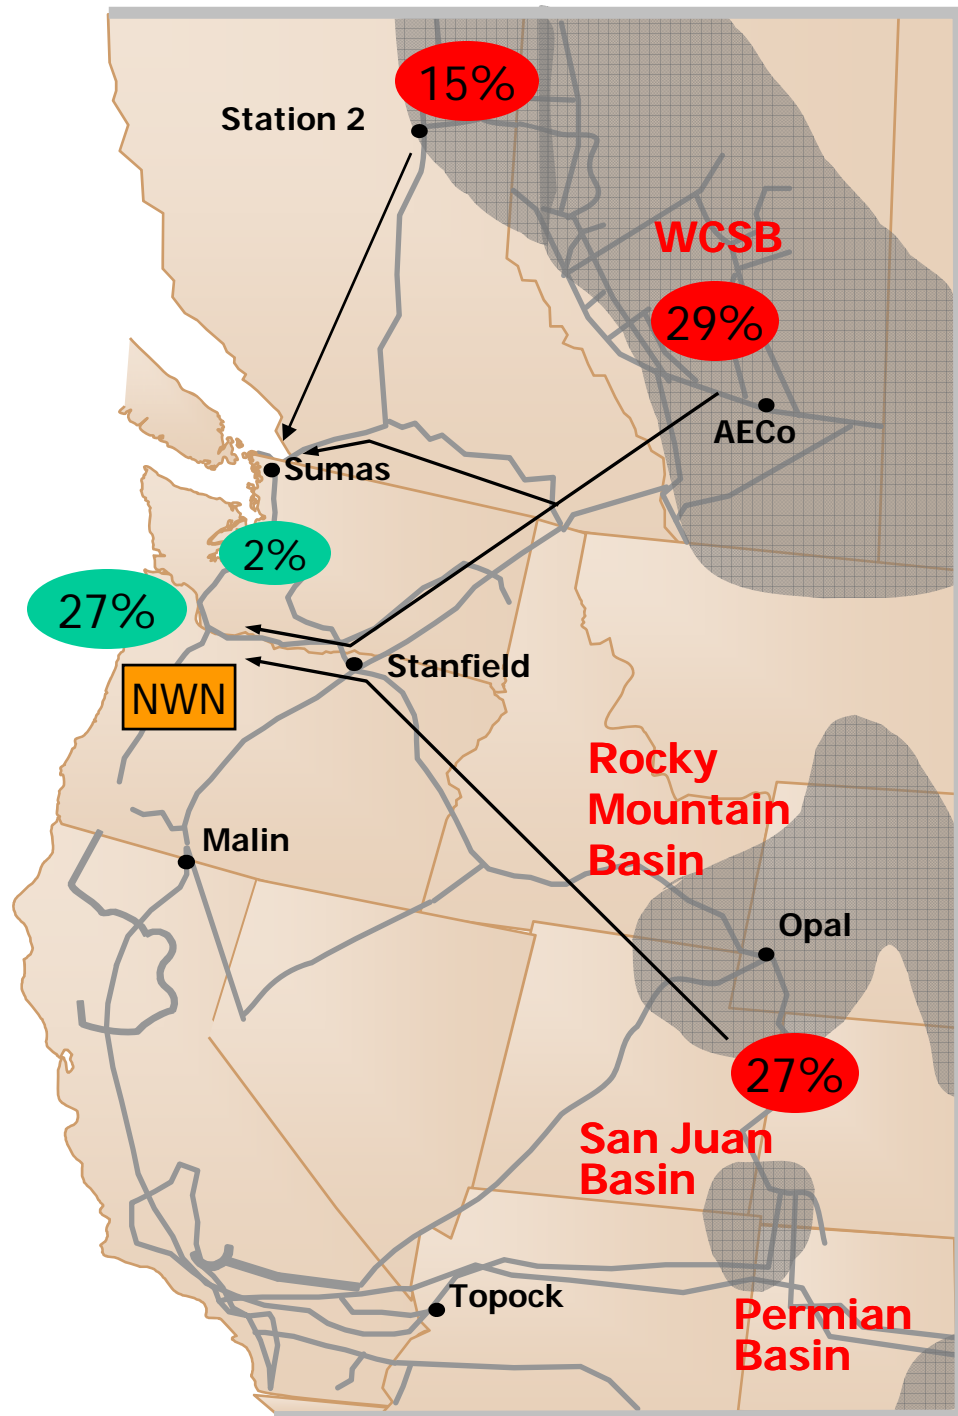 15%
Station 2
WCSB
29%
AECo
Sumas
2%
27%
Stanfield
NWN
Rocky
Mountain
Basin
Malin
Opal
27%
San Juan
Basin
Topock
Permian
Basin